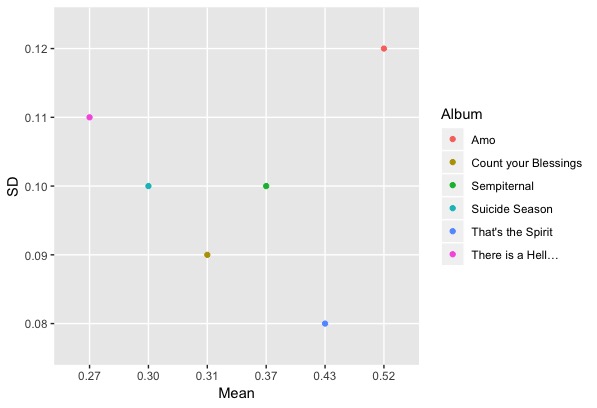 0.12
0.11
0.10
0.09
0.08
SD
0.27 0.30 0.31 0.37 0.43 0.52
Mean
Album
Amo
Count your Blessings
Sempiternal
Suicide Season
That's the Spirit
There is a Hell…